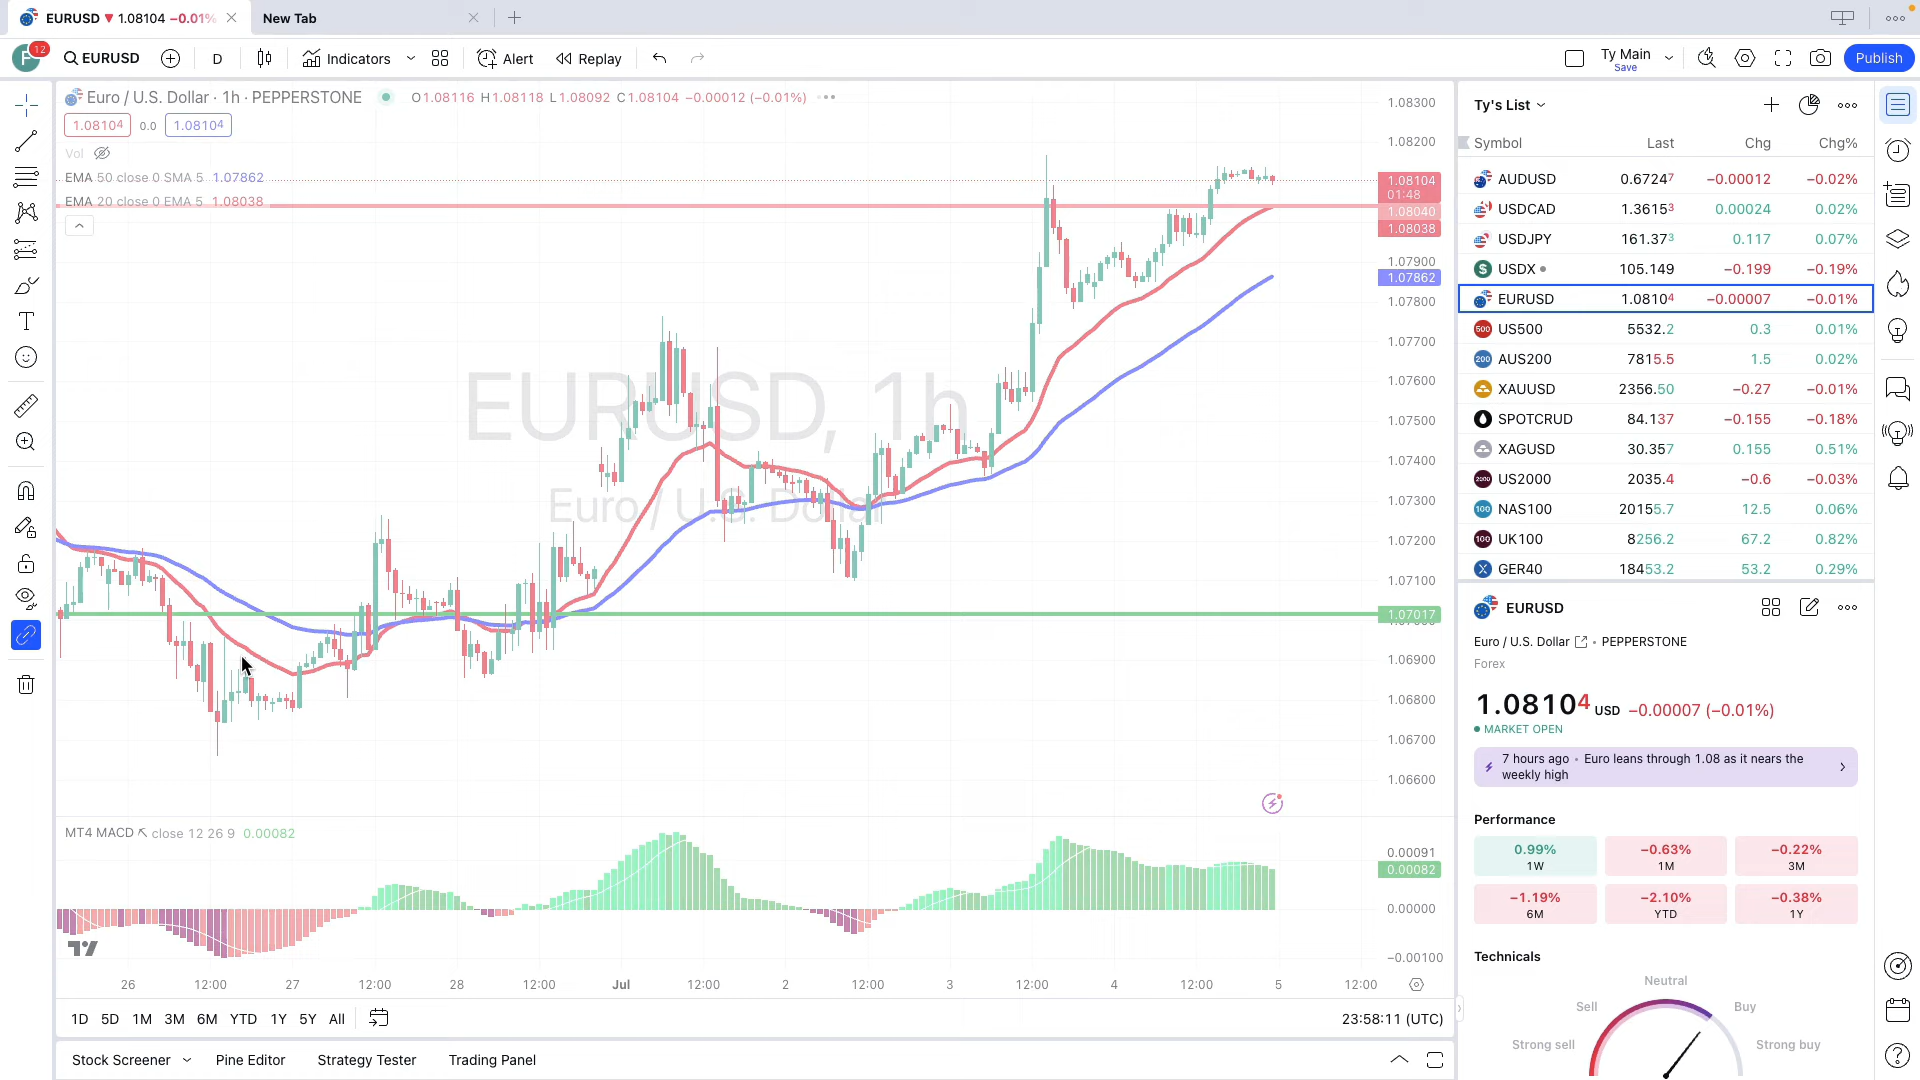 EURUSD ▼ 1.08104 −0.01%
New Tab
F 12 EURUSD D Indicators Alert Replay Ty Main Save Publish
Euro / U.S. Dollar · 1h · PEPPERSTONE O1.08116 H1.08118 L1.08092 C1.08104 −0.00012 (−0.01%)
1.08104 0.0 1.08104
Vol
EMA 50 close 0 SMA 5 1.07862
EMA 20 close 0 EMA 5 1.08038
EURUSD, 1h
Euro / U.S. Dollar
1.08300
1.08200
1.08104
01:48
1.08040
1.08038
1.07900
1.07862
1.07800
1.07700
1.07600
1.07500
1.07400
1.07300
1.07200
1.07100
1.07017
1.06900
1.06800
1.06700
1.06600
MT4 MACD close 12 26 9 0.00082
0.00091
0.00082
0.00000
−0.00100
26 12:00 27 12:00 28 12:00 Jul 12:00 2 12:00 3 12:00 4 12:00 5 12:00
1D 5D 1M 3M 6M YTD 1Y 5Y All 23:58:11 (UTC)
Stock Screener Pine Editor Strategy Tester Trading Panel
Ty's List
Symbol Last Chg Chg%
AUDUSD 0.67247 −0.00012 −0.02%
USDCAD 1.36153 0.00024 0.02%
USDJPY 161.373 0.117 0.07%
USDX 105.149 −0.199 −0.19%
EURUSD 1.08104 −0.00007 −0.01%
500 US500 5532.2 0.3 0.01%
200 AUS200 7815.5 1.5 0.02%
XAUUSD 2356.50 −0.27 −0.01%
SPOTCRUD 84.137 −0.155 −0.18%
XAGUSD 30.357 0.155 0.51%
2000 US2000 2035.4 −0.6 −0.03%
100 NAS100 20155.7 12.5 0.06%
100 UK100 8256.2 67.2 0.82%
GER40 18453.2 53.2 0.29%
EURUSD
Euro / U.S. Dollar • PEPPERSTONE
Forex
1.08104 USD −0.00007 (−0.01%)
MARKET OPEN
7 hours ago • Euro leans through 1.08 as it nears the
weekly high
Performance
0.99% −0.63% −0.22%
1W 1M 3M
−1.19% −2.10% −0.38%
6M YTD 1Y
Technicals
Neutral
Sell Buy
Strong sell Strong buy